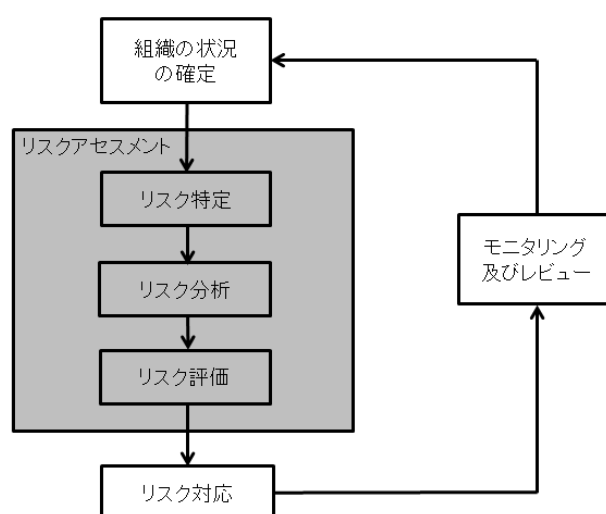 組織の状況
の確定
リスクアセスメント
リスク特定
リスク分析
リスク評価
リスク対応
モニタリング
及びレビュー